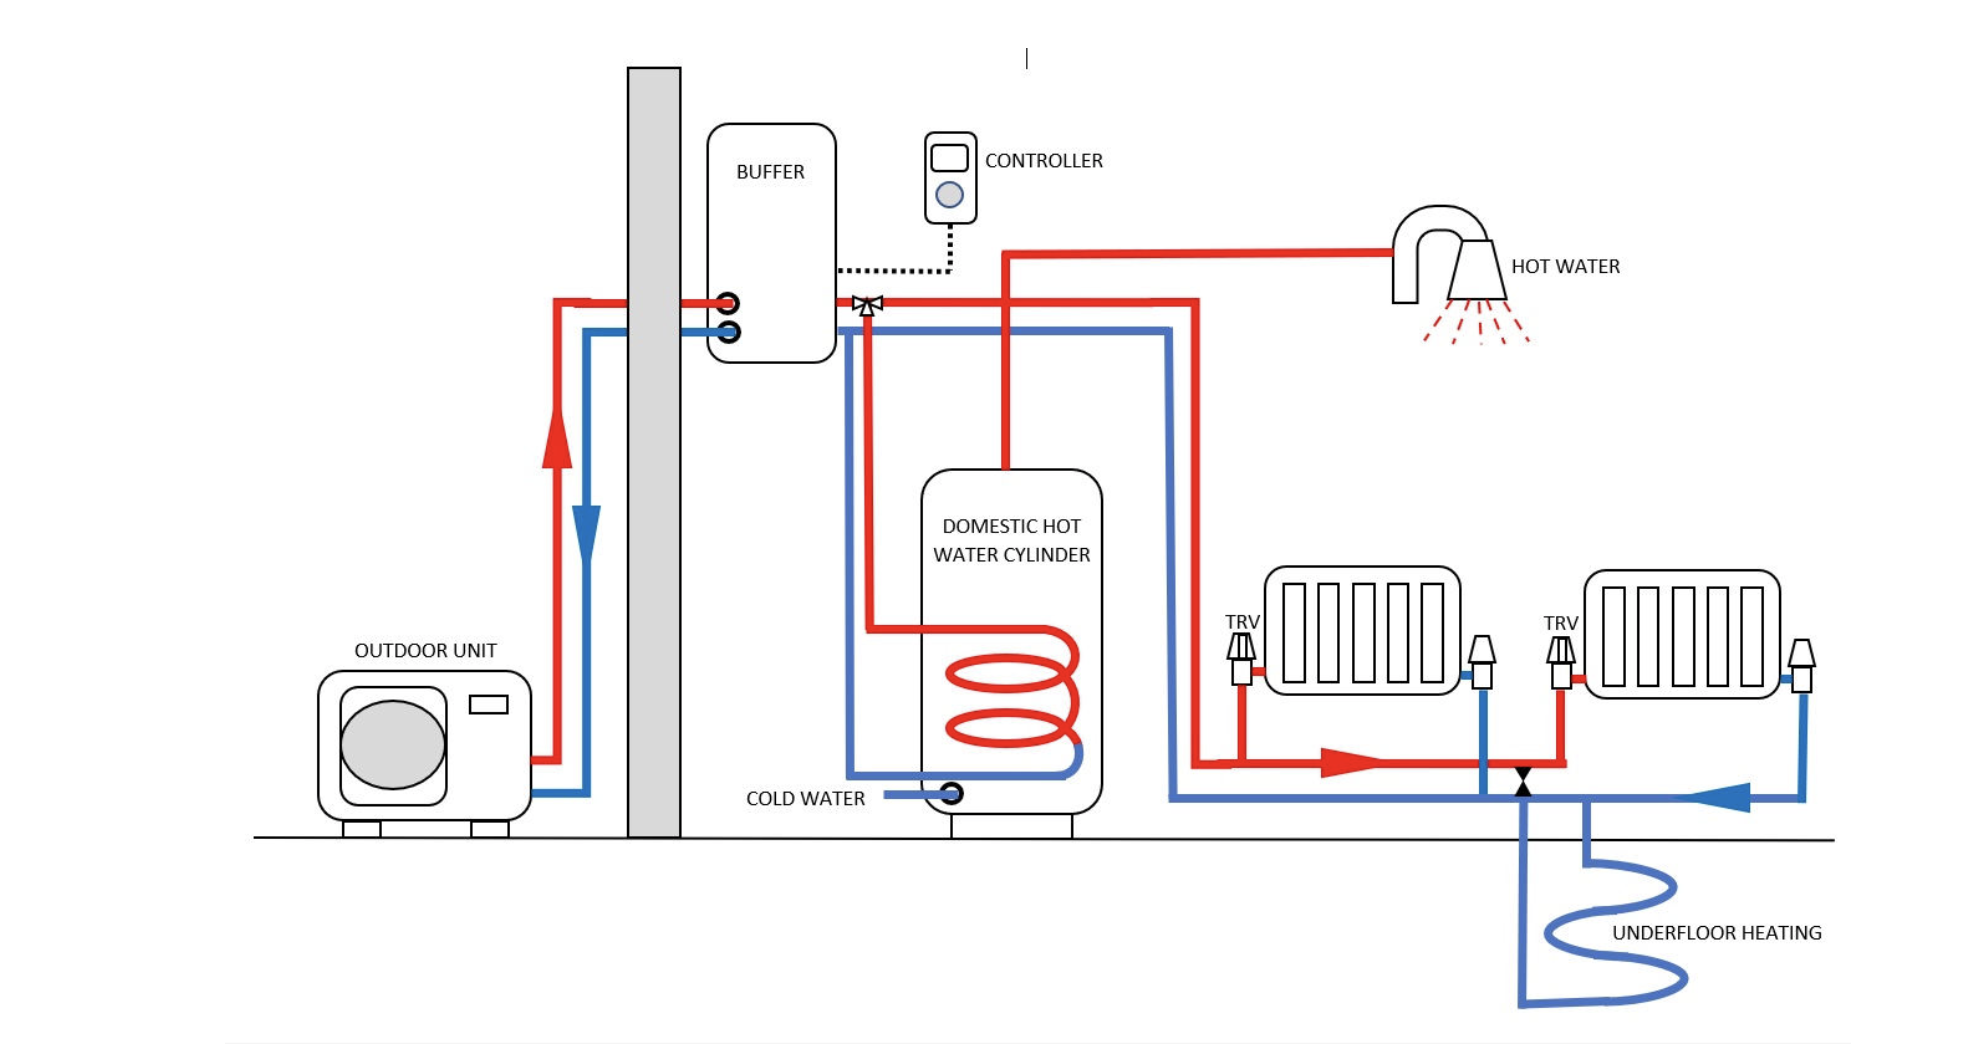 BUFFER
CONTROLLER
HOT WATER
DOMESTIC HOT
WATER CYLINDER
OUTDOOR UNIT
TRV
TRV
COLD WATER
UNDERFLOOR HEATING